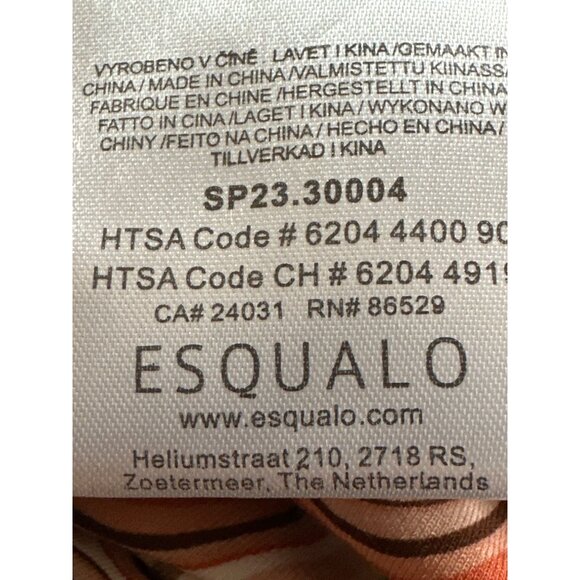 VYROBENO V ČÍNĚ LAVET I KINA /GEMAAKT IN
CHINA / MADE IN CHINA /VALMISTETTU KIINASSA
FABRIQUE EN CHINE /HERGESTELLT IN CHINA
FATTO IN CINA /LAGET I KINA / WYKONANO W
CHINY /FEITO NA CHINA / HECHO EN CHINA /
TILLVERKAD I KINA
SP23.30004
HTSA Code # 6204 4400 90
HTSA Code CH # 6204 4919
CA# 24031 RN# 86529
ESQUALO
www.esqualo.com
Heliumstraat 210, 2718 RS,
Zoetermeer, The Netherlands